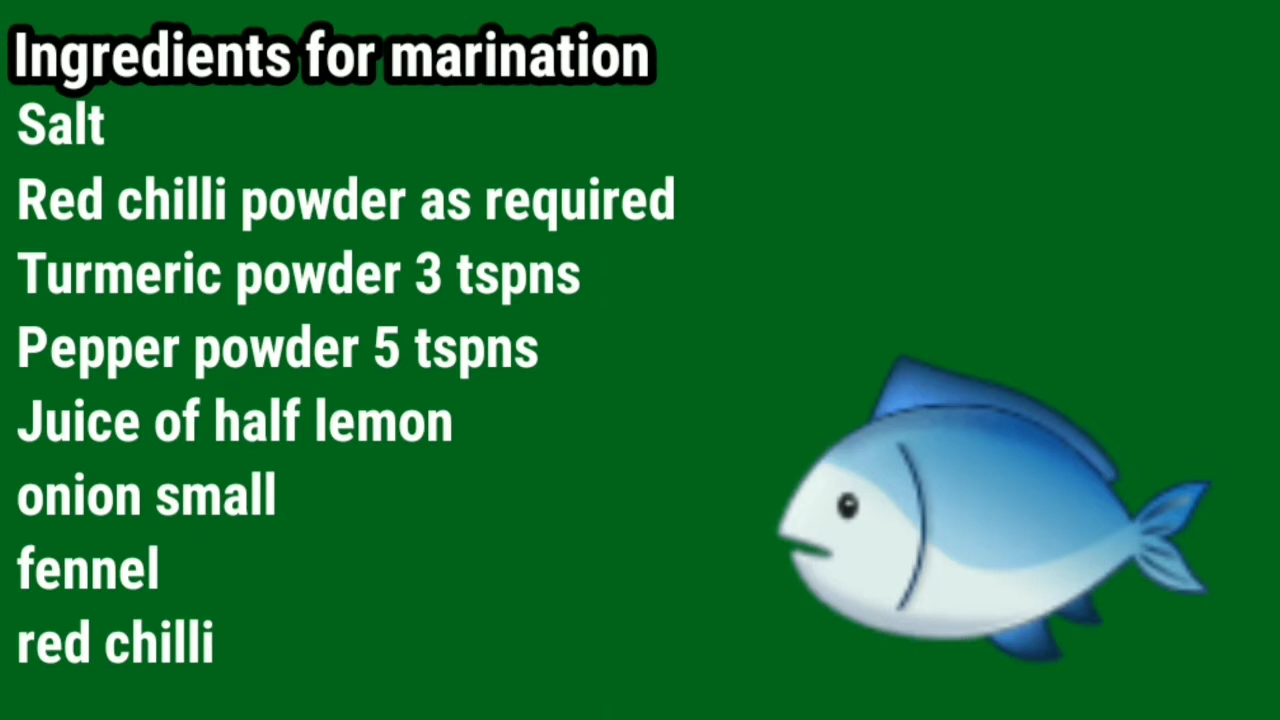 Ingredients for marination
Salt
Red chilli powder as required
Turmeric powder 3 tspns
Pepper powder 5 tspns
Juice of half lemon
onion small
fennel
red chilli